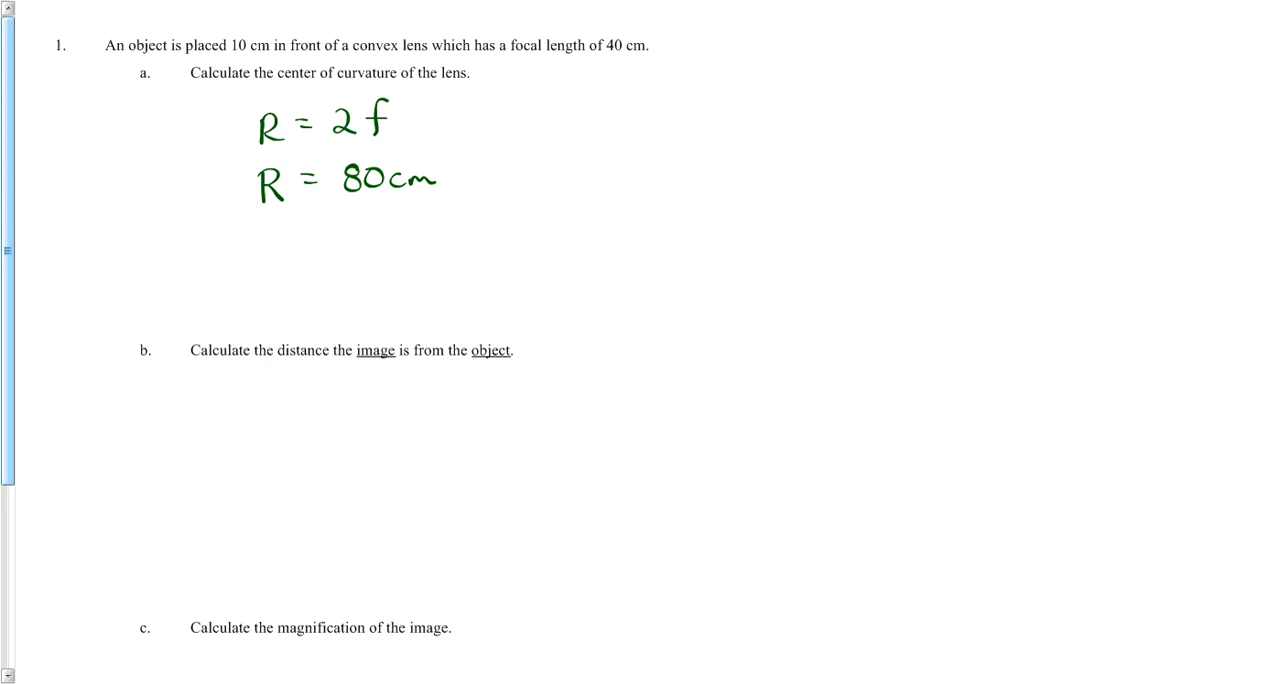 1. An object is placed 10 cm in front of a convex lens which has a focal length of 40 cm.
a. Calculate the center of curvature of the lens.
R = 2f
R = 80cm
b. Calculate the distance the image is from the object.
c. Calculate the magnification of the image.